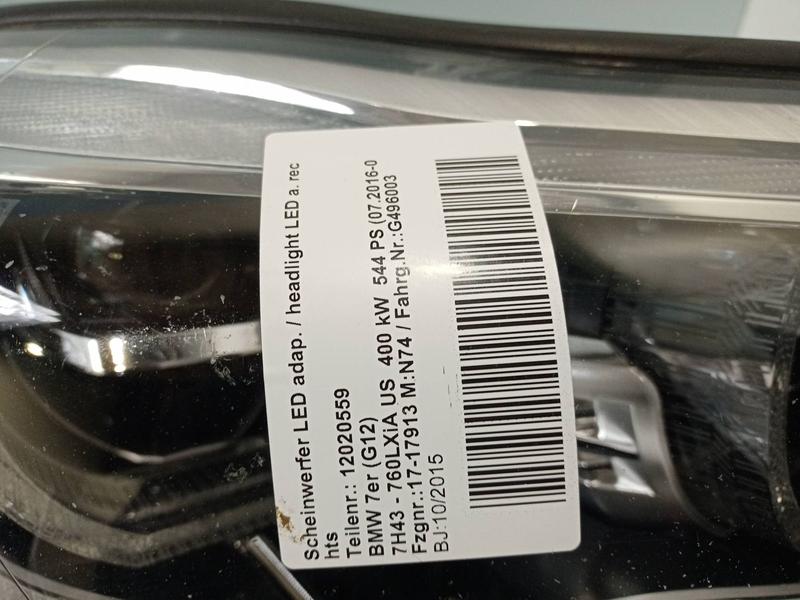 Scheinwerfer LED adap. / headlight LED a. rec
hts
Teilenr.: 12020559
BMW 7er (G12)
7H43 - 760LXiA US 400 kW 544 PS (07.2016-0
Fzgnr.:17-17913 M:N74 / Fahrg.Nr.:G496003
BJ:10/2015